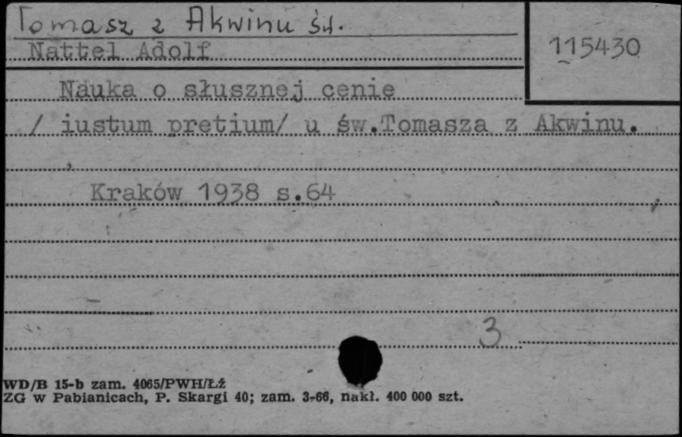 Tomasz z Akwinu św.
Nattel Adolf
115430
Nauka o słusznej cenie
/ iustum pretium/ u św.Tomasza z Akwinu.
Kraków 1938 s.64
3
WD/B 15-b zam. 4065/PWH/Łż
ZG w Pabianicach, P. Skargi 40; zam. 3-66, nakł. 400 000 szt.